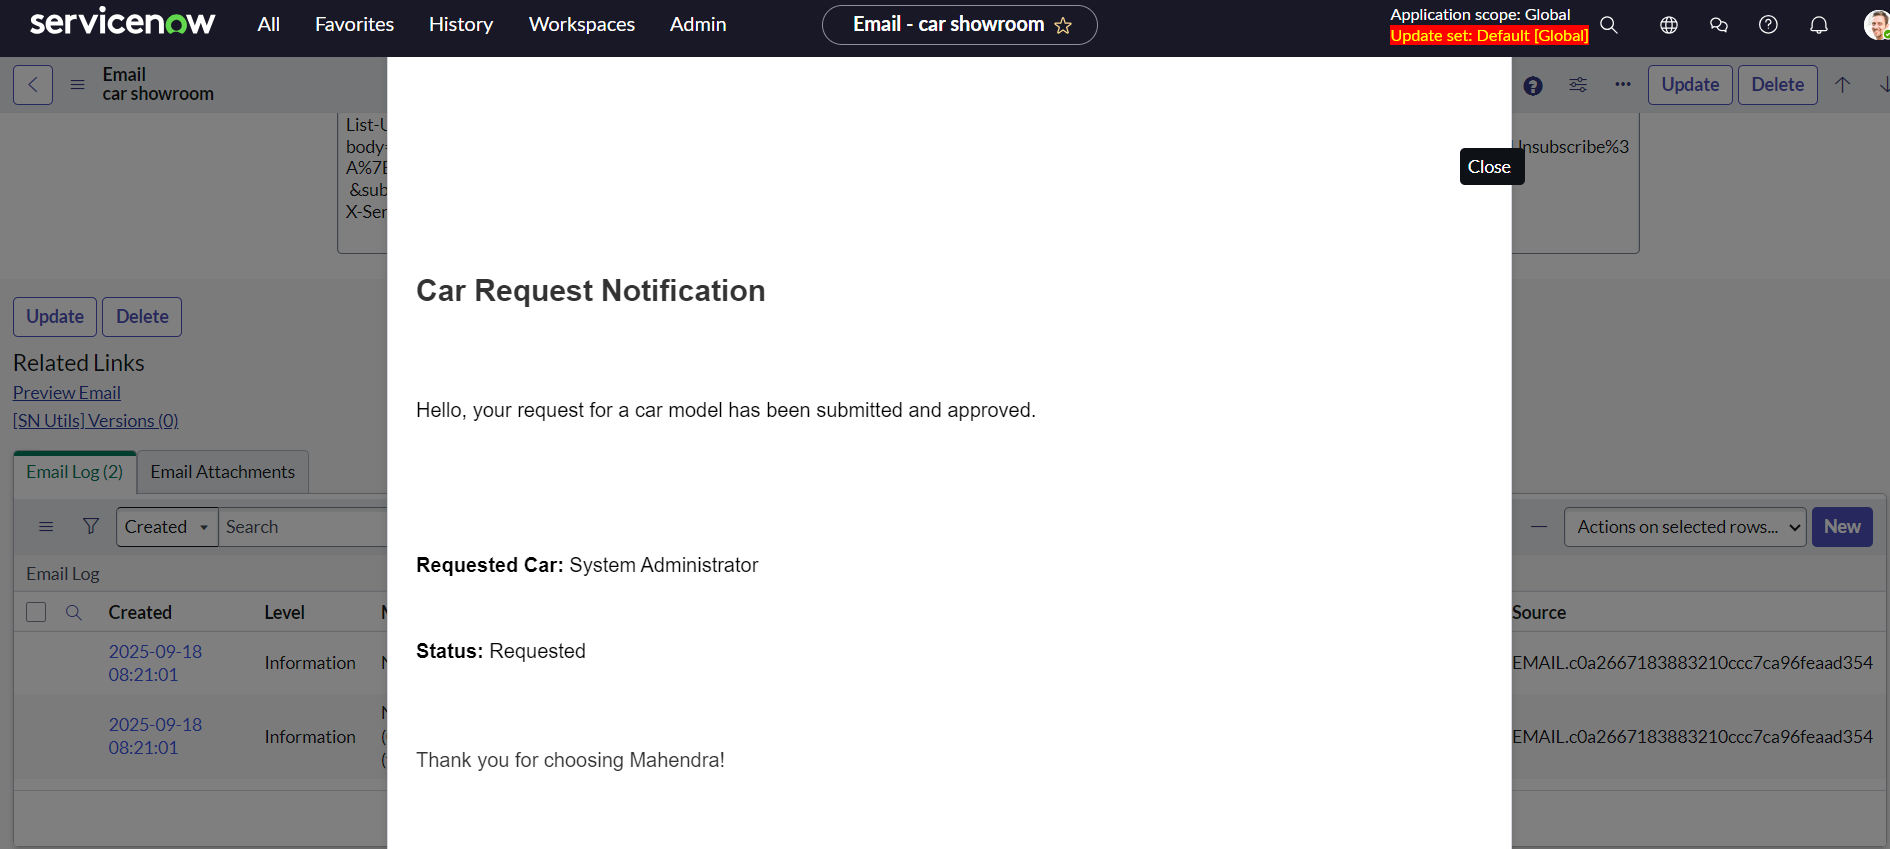 servicenow All Favorites History Workspaces Admin Email - car showroom Application scope: Global
Update set: Default [Global]
Email
car showroom
Update Delete
List-U
body=
A%7E
&sub
X-Ser
Insubscribe%3
Close
Car Request Notification
Update Delete
Related Links
Preview Email
[SN Utils] Versions (0)
Hello, your request for a car model has been submitted and approved.
Email Log (2) Email Attachments
Created Search Actions on selected rows... New
Requested Car: System Administrator
Email Log
Created Level Source
Status: Requested
2025-09-18
08:21:01
Information EMAIL.c0a2667183883210ccc7ca96feaad354
2025-09-18
08:21:01
Information EMAIL.c0a2667183883210ccc7ca96feaad354
Thank you for choosing Mahendra!